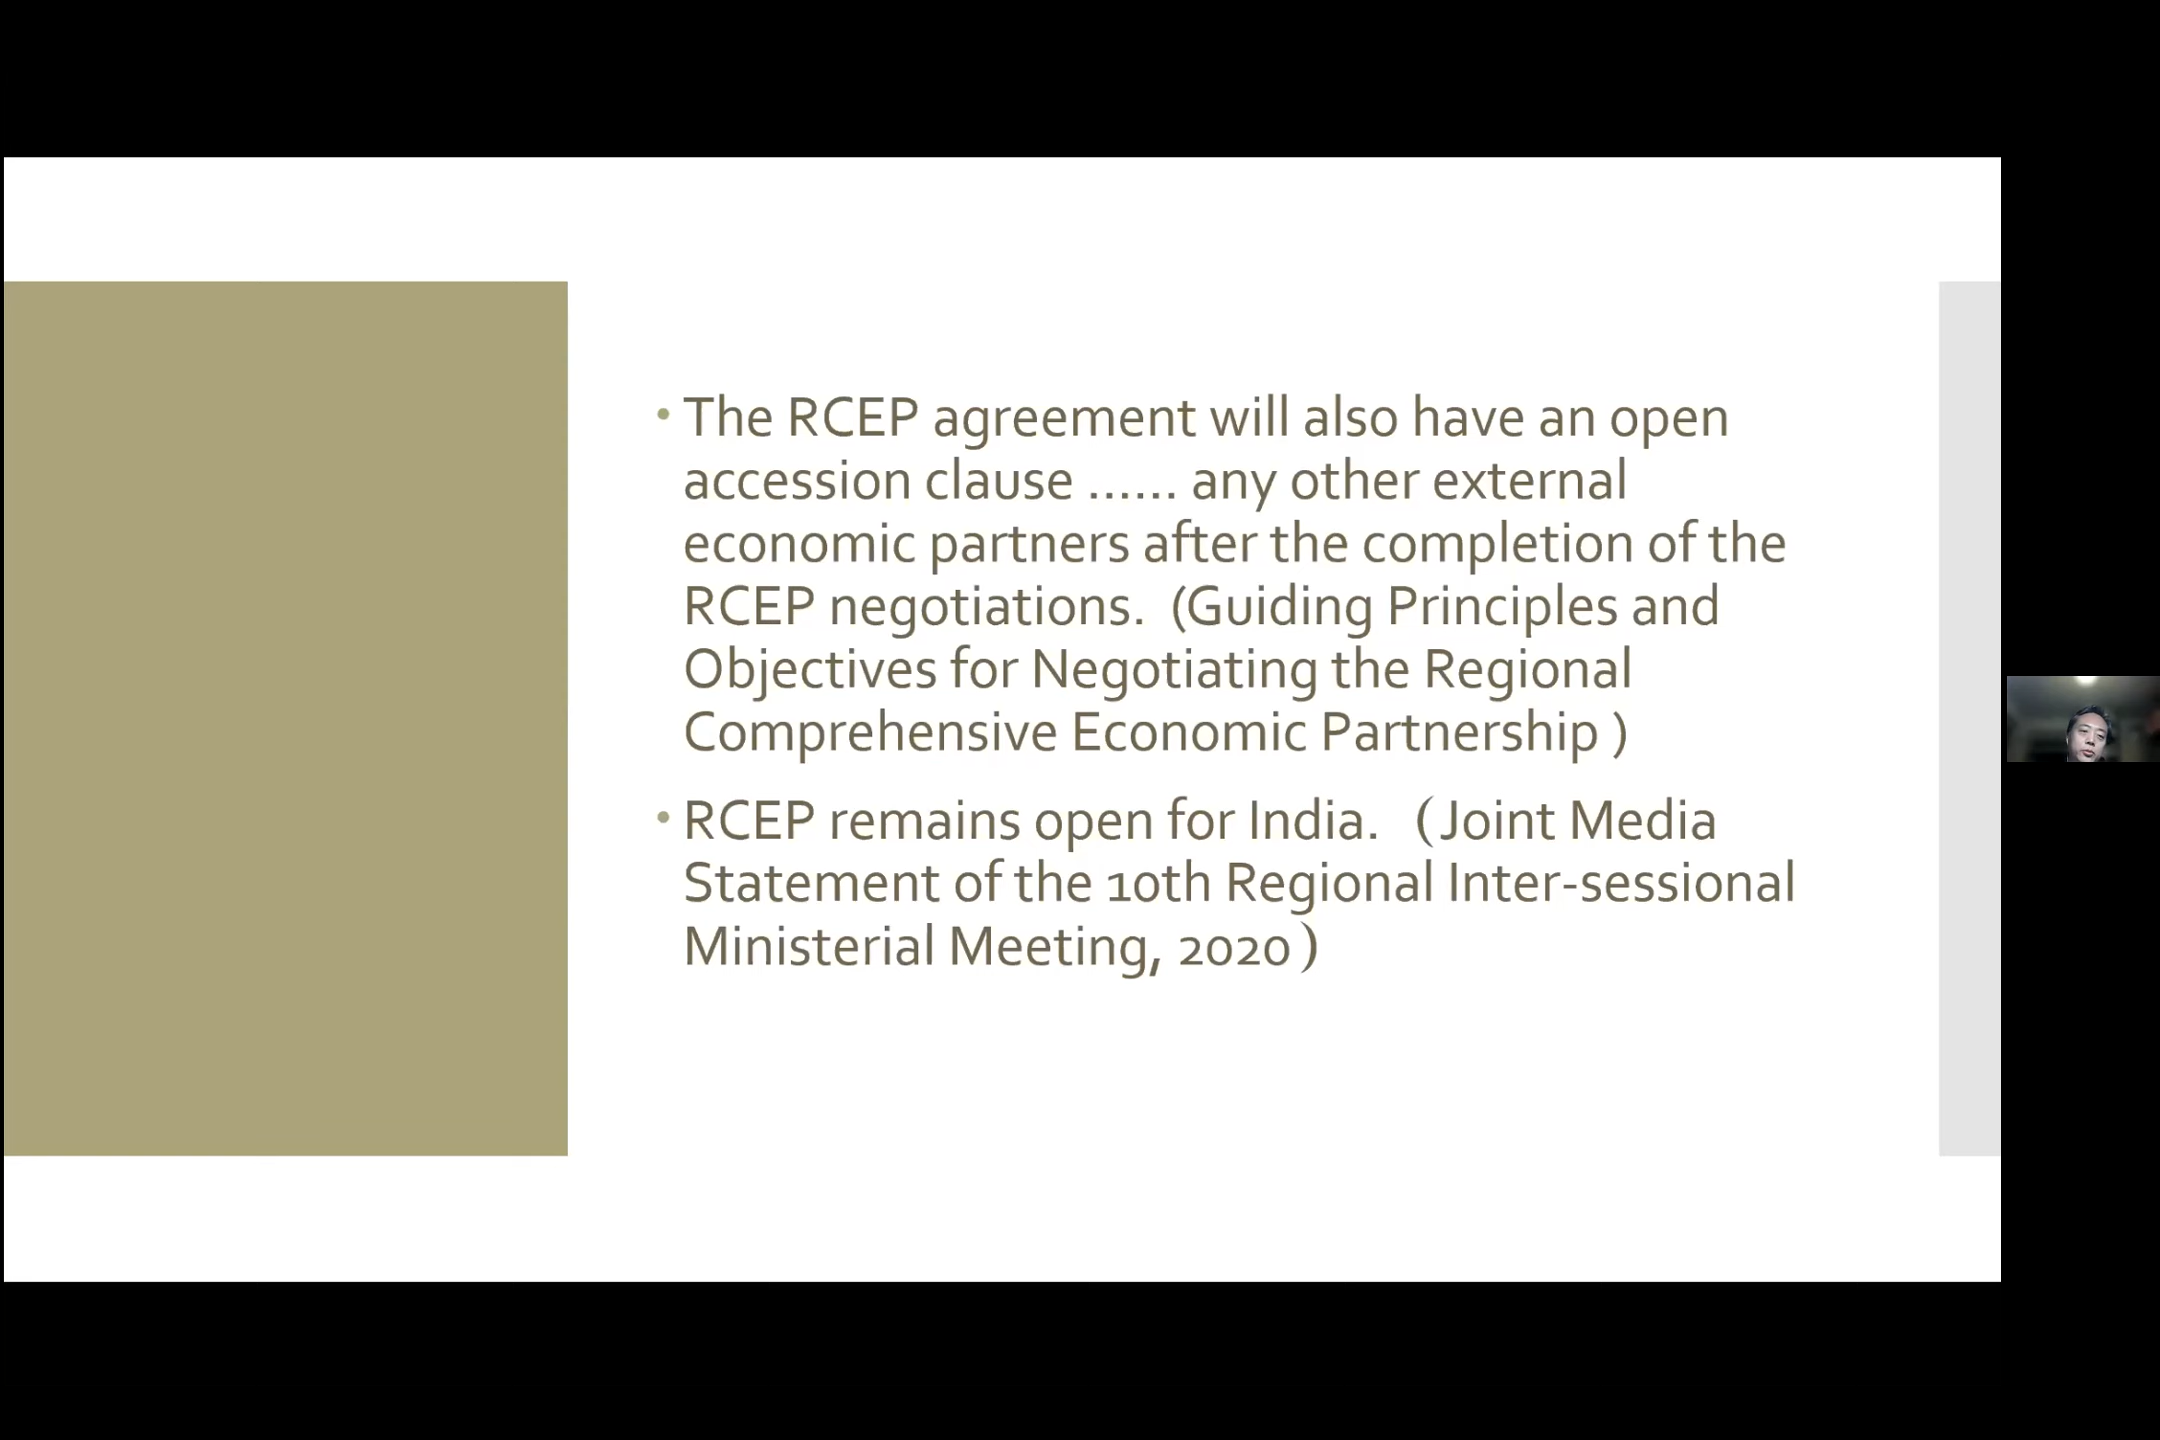 • The RCEP agreement will also have an open
accession clause ...... any other external
economic partners after the completion of the
RCEP negotiations.  (Guiding Principles and
Objectives for Negotiating the Regional
Comprehensive Economic Partnership )
• RCEP remains open for India. （Joint Media
Statement of the 10th Regional Inter-sessional
Ministerial Meeting, 2020）